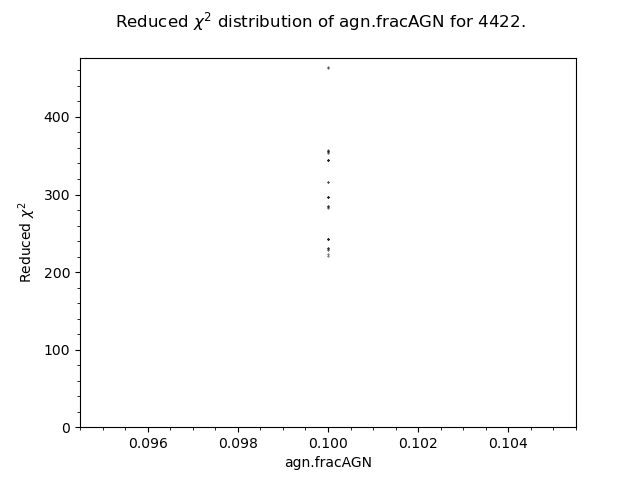 Reduced χ² distribution of agn.fracAGN for 4422.
400
300
200
100
0
Reduced χ²
0.096 0.098 0.100 0.102 0.104
agn.fracAGN